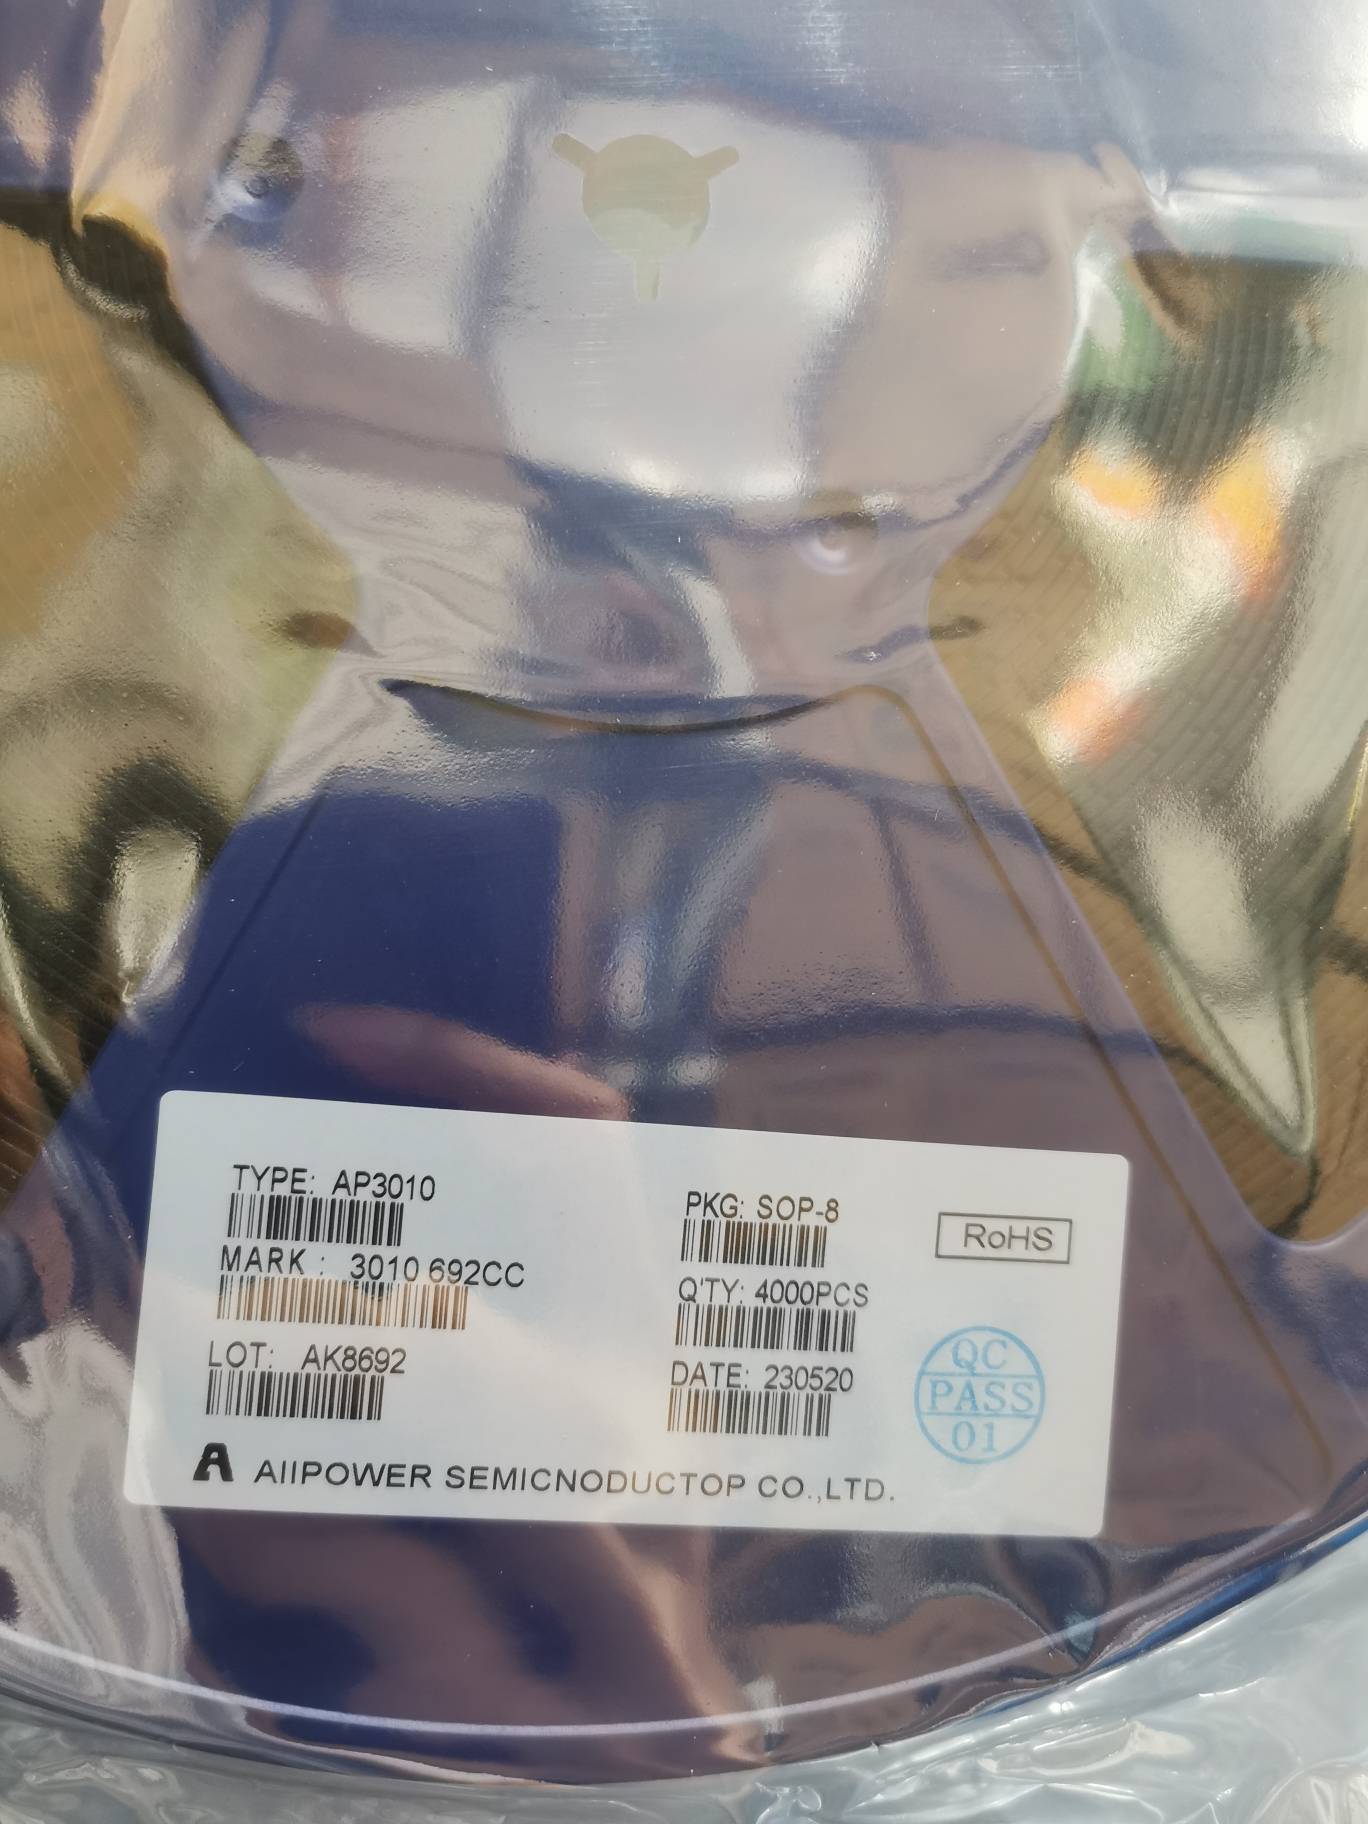 TYPE: AP3010
PKG: SOP-8
RoHS
MARK : 3010 692CC
Q'TY: 4000PCS
LOT: AK8692
DATE: 230520
QC
PASS
01
A AIIPOWER SEMICNODUCTOP CO.,LTD.